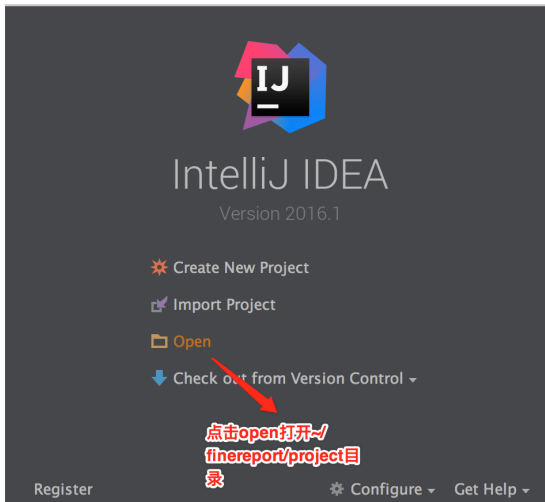 IJ
IntelliJ IDEA
Version 2016.1
Create New Project
Import Project
Open
Check out from Version Control
点击open打开~/
finereport/project目
录
Register
Configure
Get Help